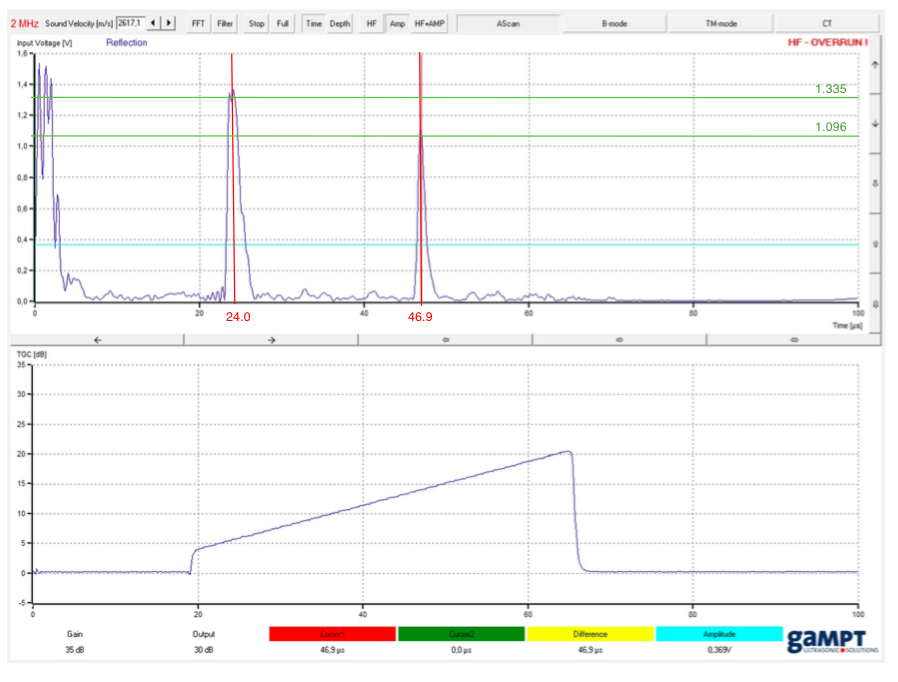 2 MHz Sound Velocity [m/s] 2617,1 FFT Filter Stop Full Time Depth HF Amp HF+AMP AScan B-mode TM-mode CT
Input Voltage [V] Reflection HF - OVERRUN !
1,6
1,4
1.335
1,2
1.096
1,0
0,8
0,6
0,4
0,2
0,0
0 20 40 60 80 100
24.0 46.9
Time [µs]
TGC [dB]
35
30
25
20
15
10
5
0
-5
0 20 40 60 80 100
Gain Output Cursor1 Cursor2 Difference Amplitude
35 dB 30 dB 46,9 µs 0,0 µs 46,9 µs 0,369V
gAMPT
ULTRASONIC SOLUTIONS